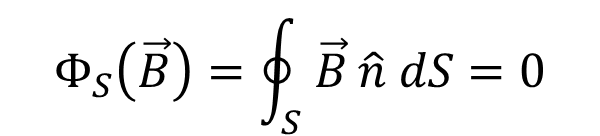 Φ_S(B⃗) = ∮_S B⃗ n̂ dS = 0